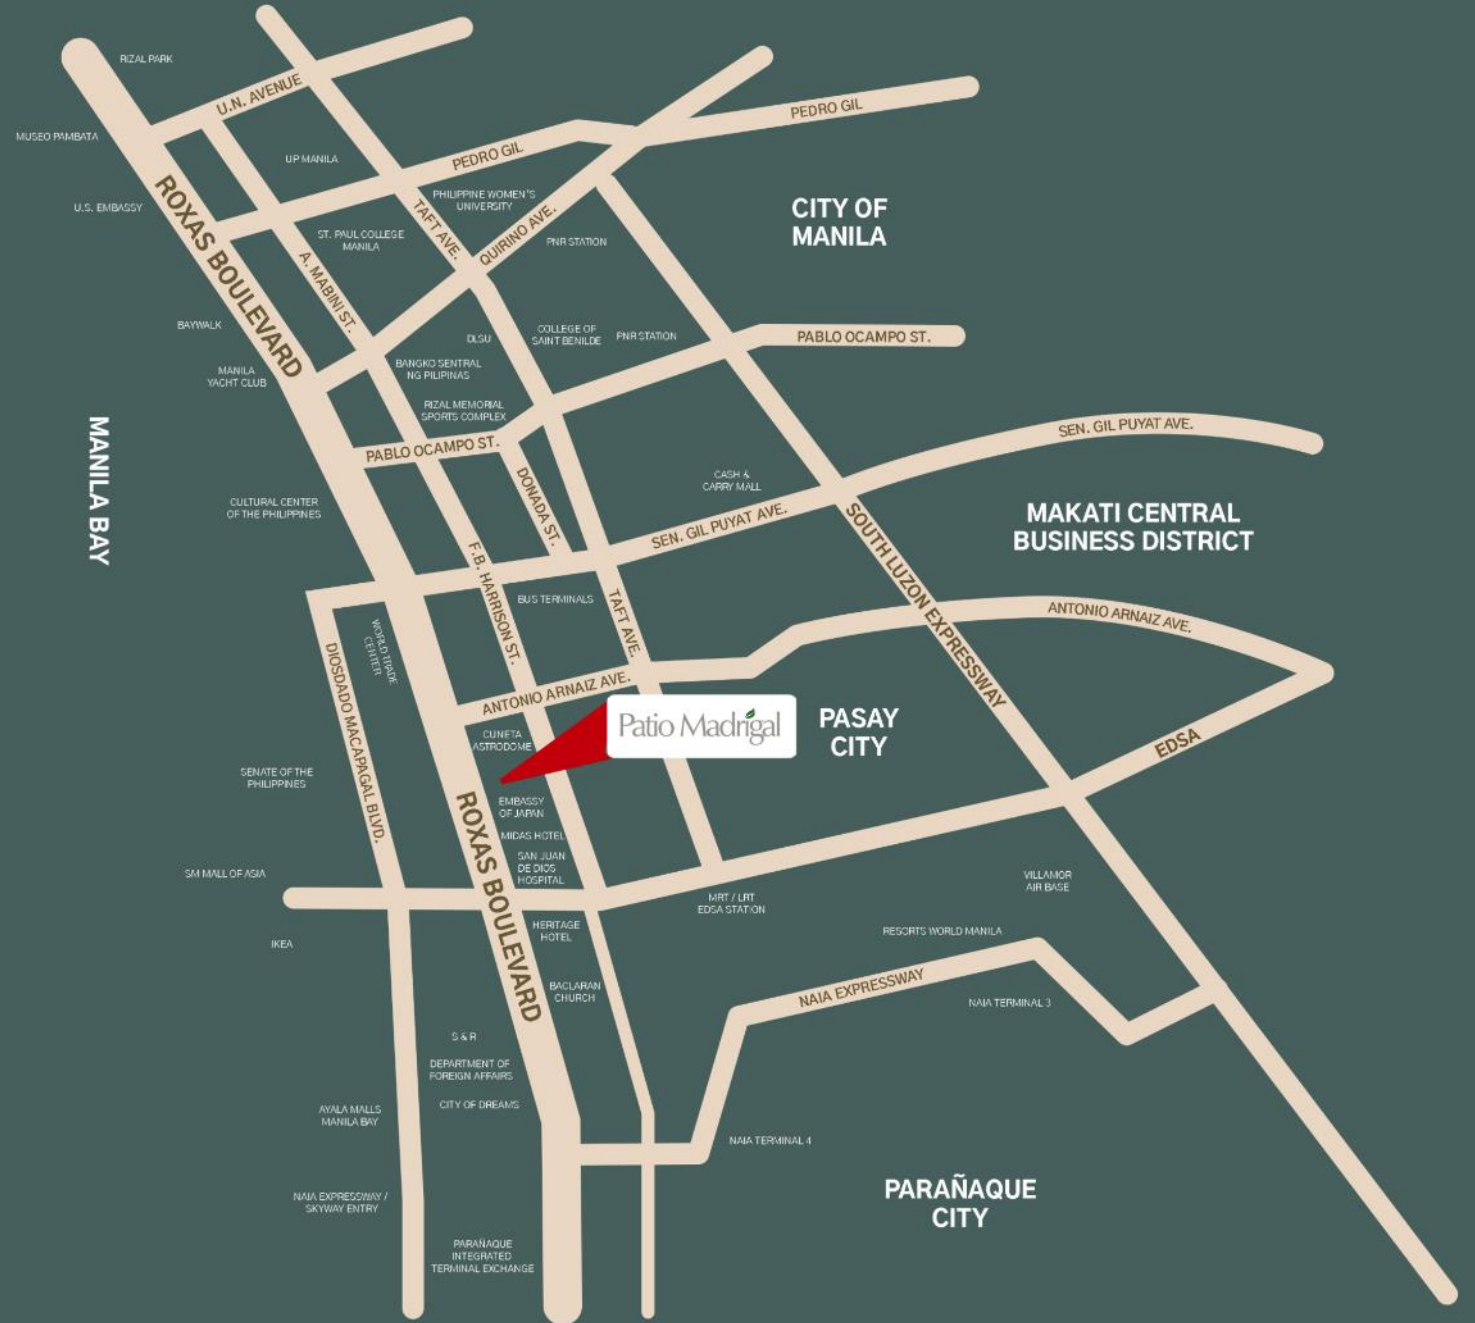 RIZAL PARK
U.N. AVENUE
PEDRO GIL
MUSEO PAMBATA
UP MANILA
PEDRO GIL
U.S. EMBASSY
PHILIPPINE WOMEN'S
UNIVERSITY
CITY OF
MANILA
ROXAS BOULEVARD
ST. PAUL COLLEGE
MANILA
TAFT AVE.
QUIRINO AVE.
PNR STATION
A. MABINI ST.
BAYWALK
DLSU
COLLEGE OF
SAINT BENILDE
PNR STATION
PABLO OCAMPO ST.
MANILA
YACHT CLUB
BANGKO SENTRAL
NG PILIPINAS
RIZAL MEMORIAL
SPORTS COMPLEX
MANILA BAY
PABLO OCAMPO ST.
SEN. GIL PUYAT AVE.
CULTURAL CENTER
OF THE PHILIPPINES
DONADA ST.
CASH &
CARRY MALL
SEN. GIL PUYAT AVE.
MAKATI CENTRAL
BUSINESS DISTRICT
F.B. HARRISON ST.
BUS TERMINALS
TAFT AVE.
SOUTH LUZON EXPRESSWAY
ANTONIO ARNAIZ AVE.
WORLD TRADE
CENTER
DIOSDADO MACAPAGAL BLVD.
ANTONIO ARNAIZ AVE.
Patio Madrigal
PASAY
CITY
CUNETA
ASTRODOME
EDSA
SENATE OF THE
PHILIPPINES
ROXAS BOULEVARD
EMBASSY
OF JAPAN
MIDAS HOTEL
SAN JUAN
DE DIOS
HOSPITAL
SM MALL OF ASIA
MRT / LRT
EDSA STATION
VILLAMOR
AIR BASE
IKEA
HERITAGE
HOTEL
RESORTS WORLD MANILA
BACLARAN
CHURCH
NAIA EXPRESSWAY
NAIA TERMINAL 3
S & R
DEPARTMENT OF
FOREIGN AFFAIRS
CITY OF DREAMS
AYALA MALLS
MANILA BAY
NAIA TERMINAL 4
NAIA EXPRESSWAY /
SKYWAY ENTRY
PARAÑAQUE
CITY
PARAÑAQUE
INTEGRATED
TERMINAL EXCHANGE